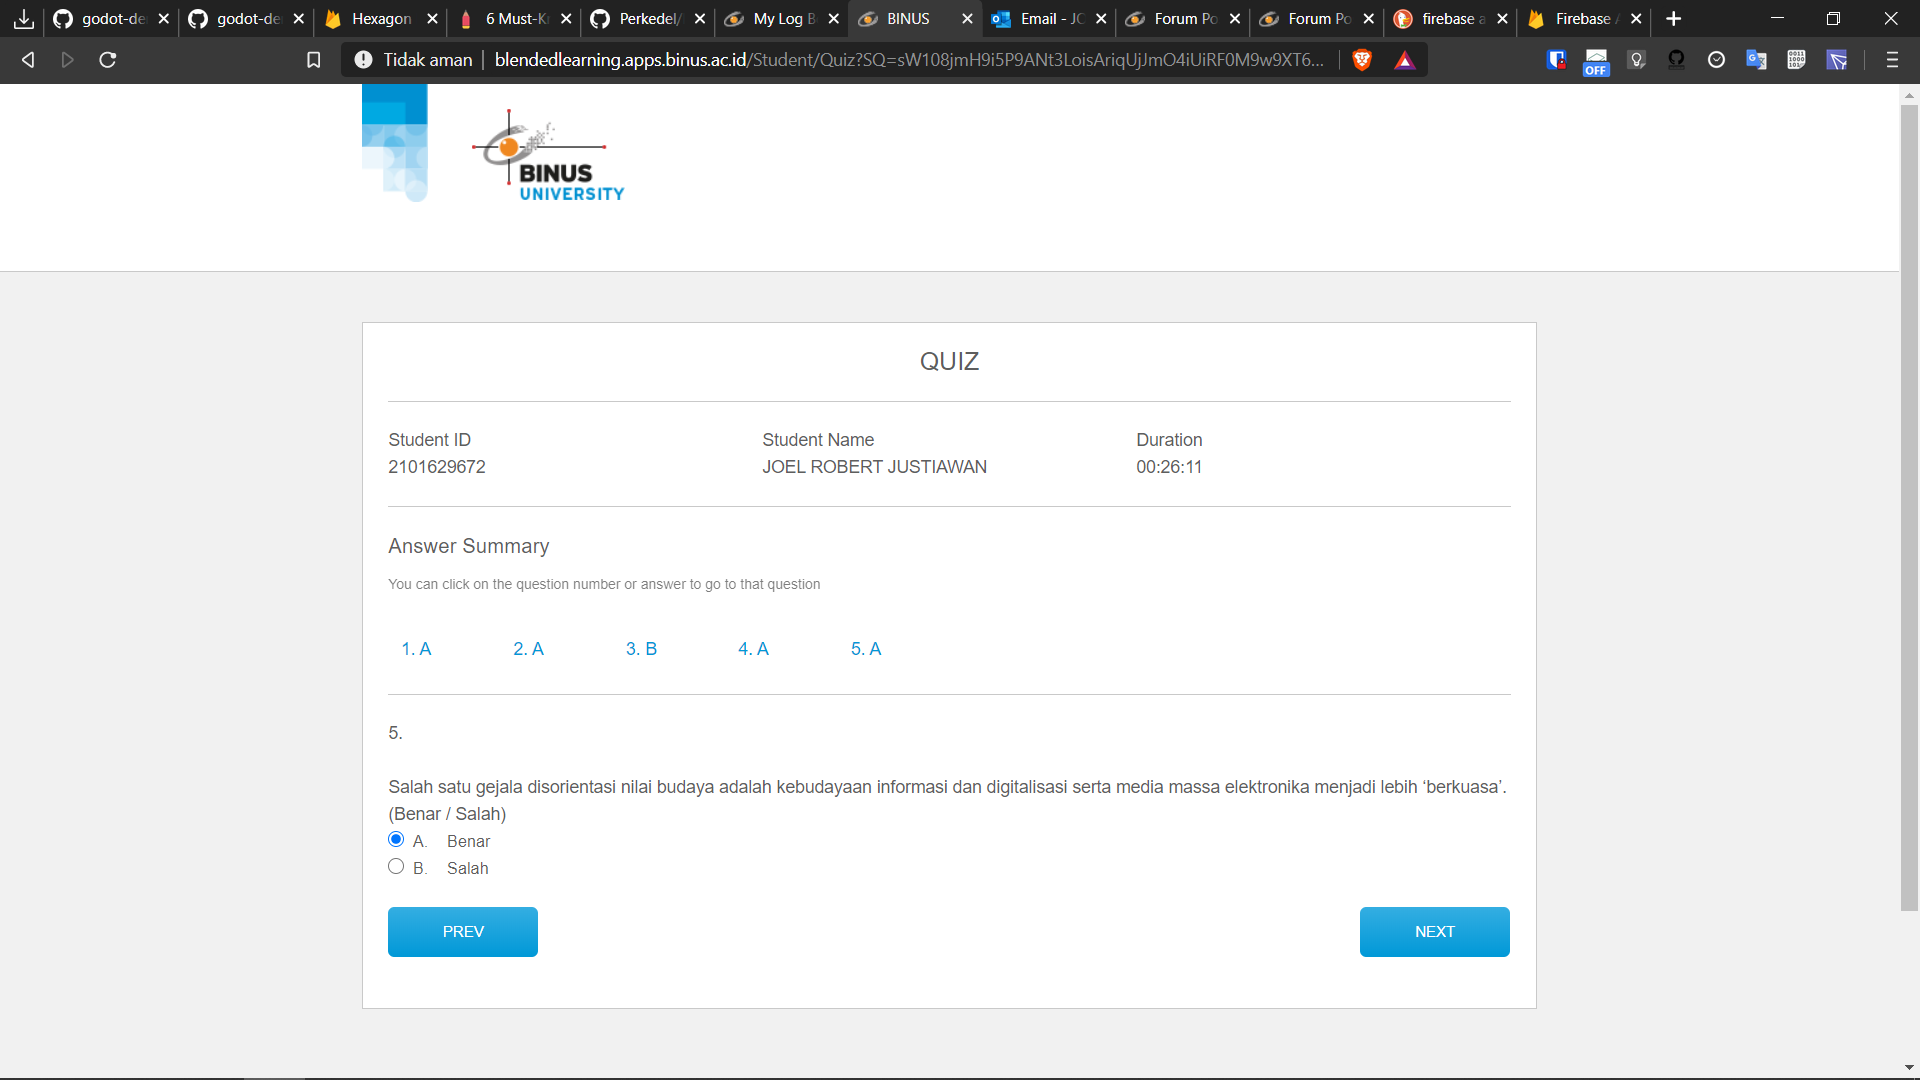 godot-de
godot-de
Hexagon
6 Must-K
Perkedel/
My Log B
BINUS
Email - JC
Forum Po
Forum Po
firebase a
Firebase
Tidak aman
blendedlearning.apps.binus.ac.id/Student/Quiz?SQ=sW108jmH9i5P9ANt3LoisAriqUjJmO4iUiRF0M9w9XT6...
OFF
BINUS
UNIVERSITY
QUIZ
Student ID
2101629672
Student Name
JOEL ROBERT JUSTIAWAN
Duration
00:26:11
Answer Summary
You can click on the question number or answer to go to that question
1. A 2. A 3. B 4. A 5. A
5.
Salah satu gejala disorientasi nilai budaya adalah kebudayaan informasi dan digitalisasi serta media massa elektronika menjadi lebih ‘berkuasa’.
(Benar / Salah)
A. Benar
B. Salah
PREV
NEXT